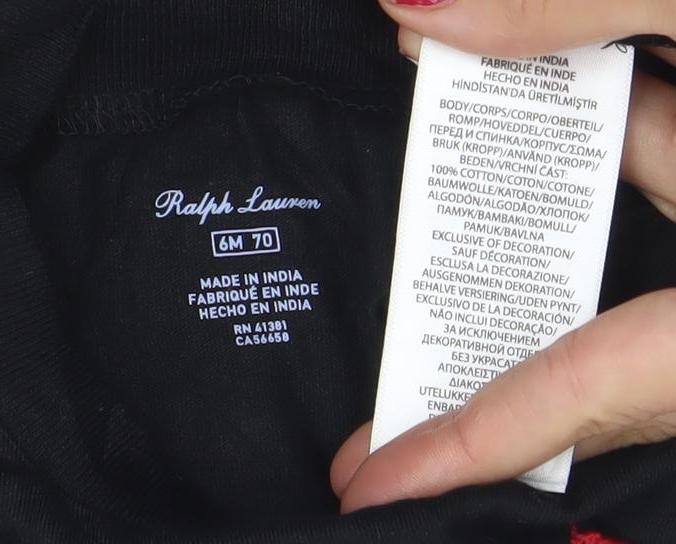 Ralph Lauren
6M 70
MADE IN INDIA
FABRIQUÉ EN INDE
HECHO EN INDIA
RN 41381
CA56658
INDIA
FABRIQUÉ EN INDE
HECHO EN INDIA
HİNDİSTAN'DA ÜRETİLMİŞTİR
BODY/CORPS/CORPO/OBERTEIL/
ROMP/HOVEDDEL/CUERPO/
ПЕРЕД И СПИНКА/КОРПУС/ΣΩΜΑ/
BRUK (KROPP)/ANVÄND (KROPP)/
BEDEN/VRCHNÍ ČÁST:
100% COTTON/COTON/COTONE/
BAUMWOLLE/KATOEN/BOMULD/
ALGODÓN/ALGODÃO/ХЛОПОК/
ΠΑΜΥΚ/BAMBAKI/BOMULL/
PAMUK/BAVLNA
EXCLUSIVE OF DECORATION/
SAUF DÉCORATION/
ESCLUSA LA DECORAZIONE/
AUSGENOMMEN DEKORATION/
BEHALVE VERSIERING/UDEN PYNT/
EXCLUSIVO DE LA DECORACIÓN/
NÃO INCLUI DECORAÇÃO/
ЗА ИСКЛЮЧЕНИЕМ
ДЕКОРАТИВНОЙ ОТДЕ
БЕЗ УКРАСАТ
ΑΠΟΚΛΕΙΣΤΙ
ΔΙΑΚΟ
UTELUKKE
ENBAR